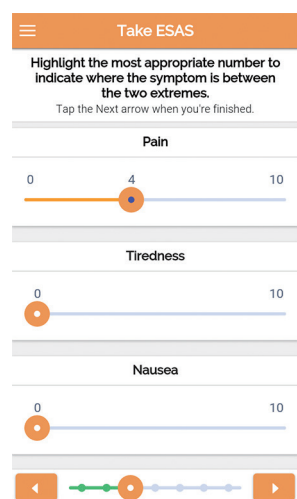 Take ESAS
Highlight the most appropriate number to
indicate where the symptom is between
the two extremes.
Tap the Next arrow when you're finished.
Pain
0 4 10
Tiredness
0 10
Nausea
0 10